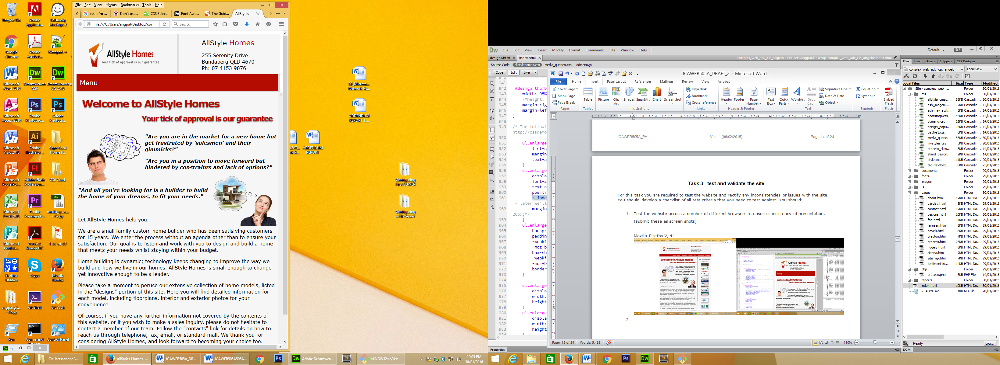 File Edit View History Bookmarks Tools Help
css id^= ...
Don't use...
CSS Selec...
Font Awe...
The Guid...
AllStyles ...
file:///C:/Users/angpal/Desktop/co
Search
AllStyle Homes
Your tick of approval is our guarantee
AllStyle Homes
255 Serenity Drive
Bundaberg QLD 4670
Ph: 07 4153 9876
Menu
Welcome to AllStyle Homes
Your tick of approval is our guarantee
"Are you are in the market for a new home but
get frustrated by 'salesmen' and their
gimmicks?"
"Are you in a position to move forward but
hindered by constraints and lack of options?"
"And all you're looking for is a builder to build
the home of your dreams, to fit your needs."
Let AllStyle Homes help you.
We are a small family custom home builder who has been satisfying customers
for 15 years. We enter the process without an agenda other than to ensure your
satisfaction. Our goal is to listen and work with you to design and build a home
that meets your needs whilst staying within your budget.
Home building is dynamic; technology keeps changing to improve the way we
build and how we live in our homes. AllStyle Homes is small enough to change
yet innovative enough to be a leader.
Please take a moment to peruse our extensive collection of home models, listed
in the "designs" portion of this site. Here you will find detailed information for
each model, including floorplans, interior and exterior photos for your
convenience.
Of course, if you have any further information not covered by the contents of
this website, or if you wish to make a sales inquiry, please do not hesitate to
contact a member of our team. Follow the "contacts" link for details on how to
reach us through telephone, fax, email, or standard mail. We thank you for
considering AllStyle Homes, and look forward to becoming your choice too.
Recycle Bin
Adobe Applicati...
Balsamiq Mockups 3
Google Chrome
Adobe Acrobat...
Notepad++
Microsoft Word 2010
Dreamweaver CS6
Dreamweaver CC 2015
Microsoft Access 2010
Adobe Photosho...
Adobe Photosh...
Microsoft Visio 2010
Adobe Illustrator...
Cape Coral Home B...
Microsoft PowerPoi...
Adobe Flash Profession...
CS6 Crack
Microsoft Excel 2010
Adobe Premiere P...
media_quer... - Copy
Microsoft Publish...
Acrobat Reader DC
1_a1_m_d1
Brother Utilities
Skype
Mozilla Firefox
angpal.git... - Copy
Git Shell
Git Bash
Run
Command Prompt
Control Panel
00_Microta... Network Re...
ADDENDUM REPORT 1 ...
ADDENDUM REPORT
Configuring First SERVER
Configuring a File Server
Fi...
C:\Users\angpal\...
AllStyles Homes -...
ICAWEB505A_DR...
ICAWEB505A506A...
Adobe Dreamwea...
MINGW32:/c/Use...
10:05 PM
30/01/2016
Dw File Edit View Insert Modify Format Commands Site Window Help
Default
designs.html index.html
complex_web_adv_css_angelo - C:\Users\angpal\Desktop\complex_web_adv_css_angelo\index.html
Source Code allstylehomes.css media_queries.css ddmenu.js
Code Split Live
941
942 #design_thumb
943 width: 95%
944 /*height:
945 margin-righ
946 margin-lef
947 }
948
949 /* The followin
http://cssdemo
950
951 ul.enlarge
952 list-s
953 margin
954 text-a
955 }
956 ul.enlarge
957 displa
958 font-s
959 text-a
960 positi
961 z-inde
- later we'll
962 margin
20px;*/
963 }
964 ul.enlarge
965 backgr
966 paddin
967 -webki
968 -moz-b
969 box-sh
970 -webki
971 -moz-b
972 border
973 }
974
975 ul.enlarge
976 displa
977 width:
978 height
979 }
980 ul.enlarge
981 displa
982 width:
983 height
Properties
ICAWEB505A_DRAFT_2 - Microsoft Word
File Home Insert Page Layout References Mailings Review View Acrobat
Cover Page
Blank Page
Page Break
Pages
Table
Tables
Picture
Clip Art
Shapes
SmartArt
Chart
Screenshot
Illustrations
Hyperlink
Bookmark
Cross-reference
Links
Header
Footer
Page Number
Header & Footer
Text Box
Quick Parts
WordArt
Drop Cap
Signature Line
Date & Time
Object
Text
Equation
Symbol
Symbols
Embed Flash
Flash
ICAWEB505A_PA Ver. 1: (06/02/2015) Page 14 of 24
Task 3 - test and validate the site
For this task you are required to test the website and rectify any inconsistencies or issues with the site.
You should develop a checklist of all test criteria that you need to test against. You should:
1. Test the website across a number of different browsers to ensure consistency of presentation,
(submit these as screen shots)
Mozilla Firefox V, 44
2.
Page: 15 of 24 Words: 5,462
110%
Files Insert Assets Snippets CSS Designer
complex_web_adv_css_angelo Local view
Local Files Size Type Modified
Site - complex_web_... Folder 30/01/2016
css Folder 30/01/2016
allstylehomes... 33KB Cascadin... 30/01/2016
ash_imagem... 2KB Cascadin... 14/01/2016
ash_nav_styl... 3KB Cascadin... 14/01/2016
bootstrap.css 145KB Cascadin... 14/01/2016
ddmenu.css 11KB Cascadin... 14/01/2016
deisign_popu... 13KB Cascadin... 14/01/2016
gistfile1.css 6KB Cascadin... 14/01/2016
media_querie... 56KB Cascadin... 30/01/2016
mystyles.css 3KB Cascadin... 20/01/2016
process_slids... 8KB Cascadin... 14/01/2016
stand_design... 2KB Cascadin... 14/01/2016
style.css 11KB Cascadin... 20/01/2016
tab_textbox.... 8KB Cascadin... 23/01/2016
documents Folder 29/01/2016
fonts Folder 29/01/2016
images Folder 29/01/2016
js Folder 29/01/2016
pages Folder 30/01/2016
about.html 12KB HTML Do... 29/01/2016
barclay.html 8KB HTML Do... 29/01/2016
contact.html 12KB HTML Do... 29/01/2016
designs.html 10KB HTML Do... 30/01/2016
faq.html 11KB HTML Do... 29/01/2016
jannsen.html 8KB HTML Do... 29/01/2016
novelli.html 8KB HTML Do... 29/01/2016
preston.html 7KB HTML Do... 29/01/2016
process.html 25KB HTML Do... 29/01/2016
ridgely.html 8KB HTML Do... 29/01/2016
sienna.html 7KB HTML Do... 29/01/2016
sitemap.html 7KB HTML Do... 29/01/2016
testimonials.... 14KB HTML Do... 29/01/2016
php Folder 29/01/2016
process.php 3KB PHP File 14/01/2016
reports Folder 30/01/2016
index.html 10KB HTML Do... 30/01/2016
README.md 1KB MD File 20/01/2016
Ready Log...
DOM